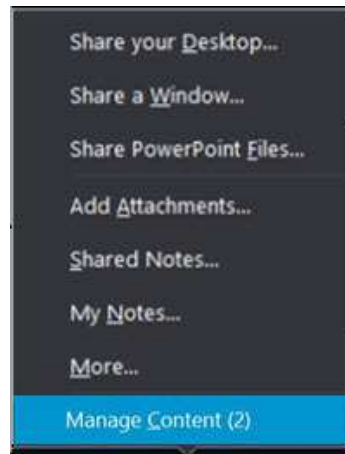 Share your Desktop...
Share a Window...
Share PowerPoint Files...
Add Attachments...
Shared Notes...
My Notes...
More...
Manage Content (2)